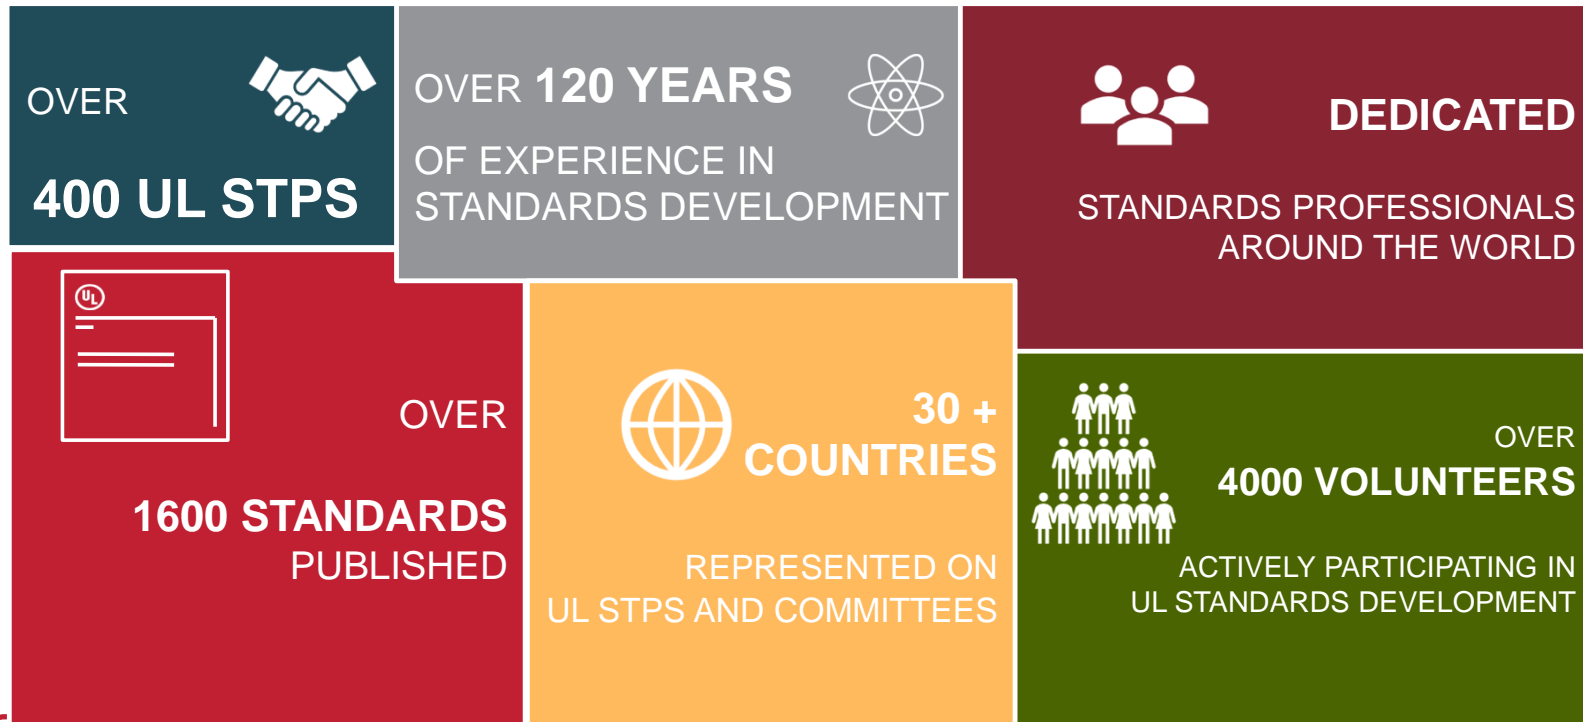 OVER
400 UL STPS
OVER 120 YEARS
OF EXPERIENCE IN
STANDARDS DEVELOPMENT
DEDICATED
STANDARDS PROFESSIONALS
AROUND THE WORLD
UL
OVER
1600 STANDARDS
PUBLISHED
30 +
COUNTRIES
REPRESENTED ON
UL STPS AND COMMITTEES
OVER
4000 VOLUNTEERS
ACTIVELY PARTICIPATING IN
UL STANDARDS DEVELOPMENT